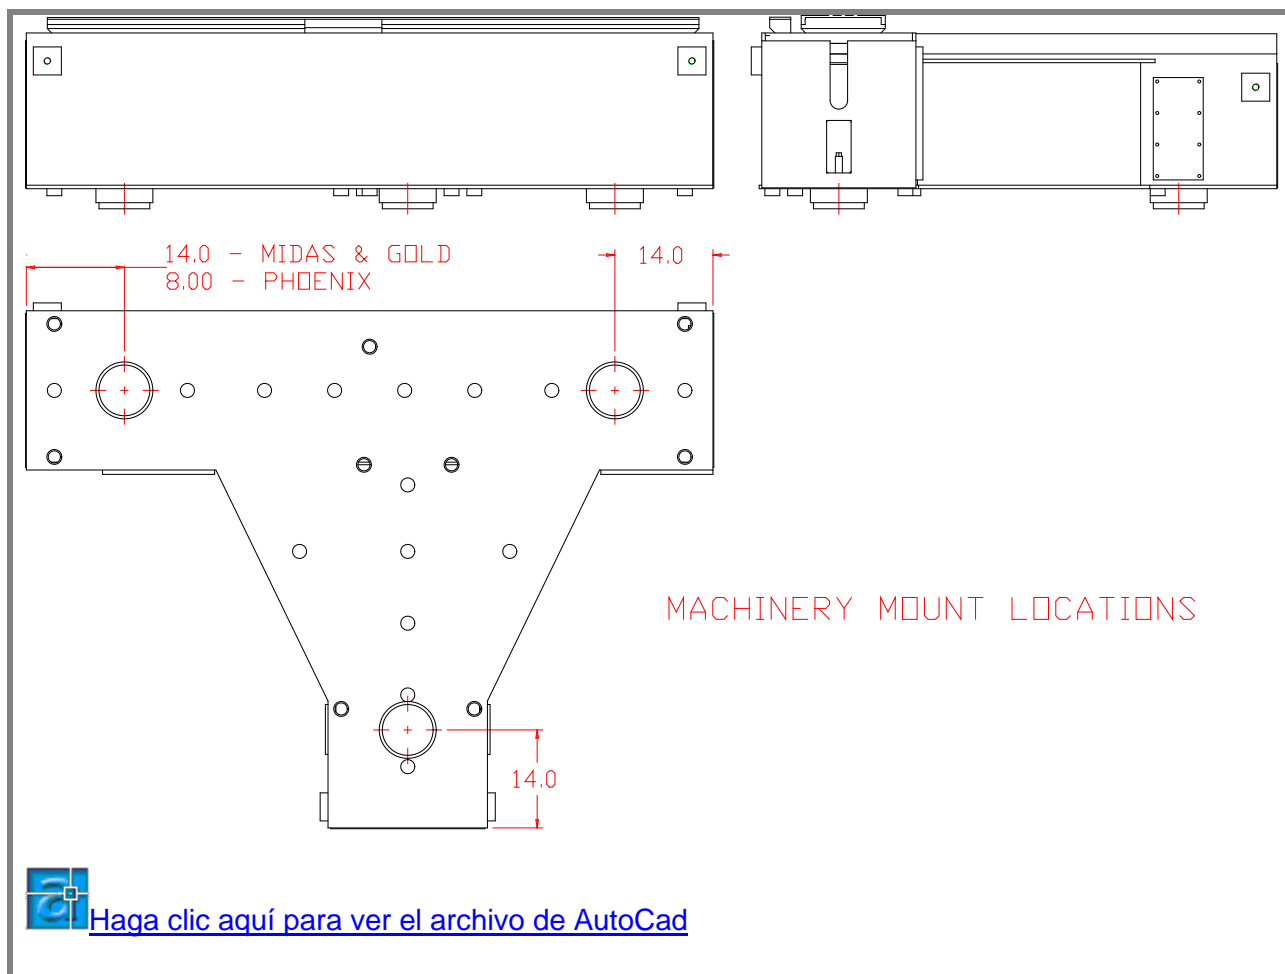 14.0 - MIDAS & GOLD
8.00 - PHOENIX
14.0
MACHINERY MOUNT LOCATIONS
14.0
a
Haga clic aquí para ver el archivo de AutoCad